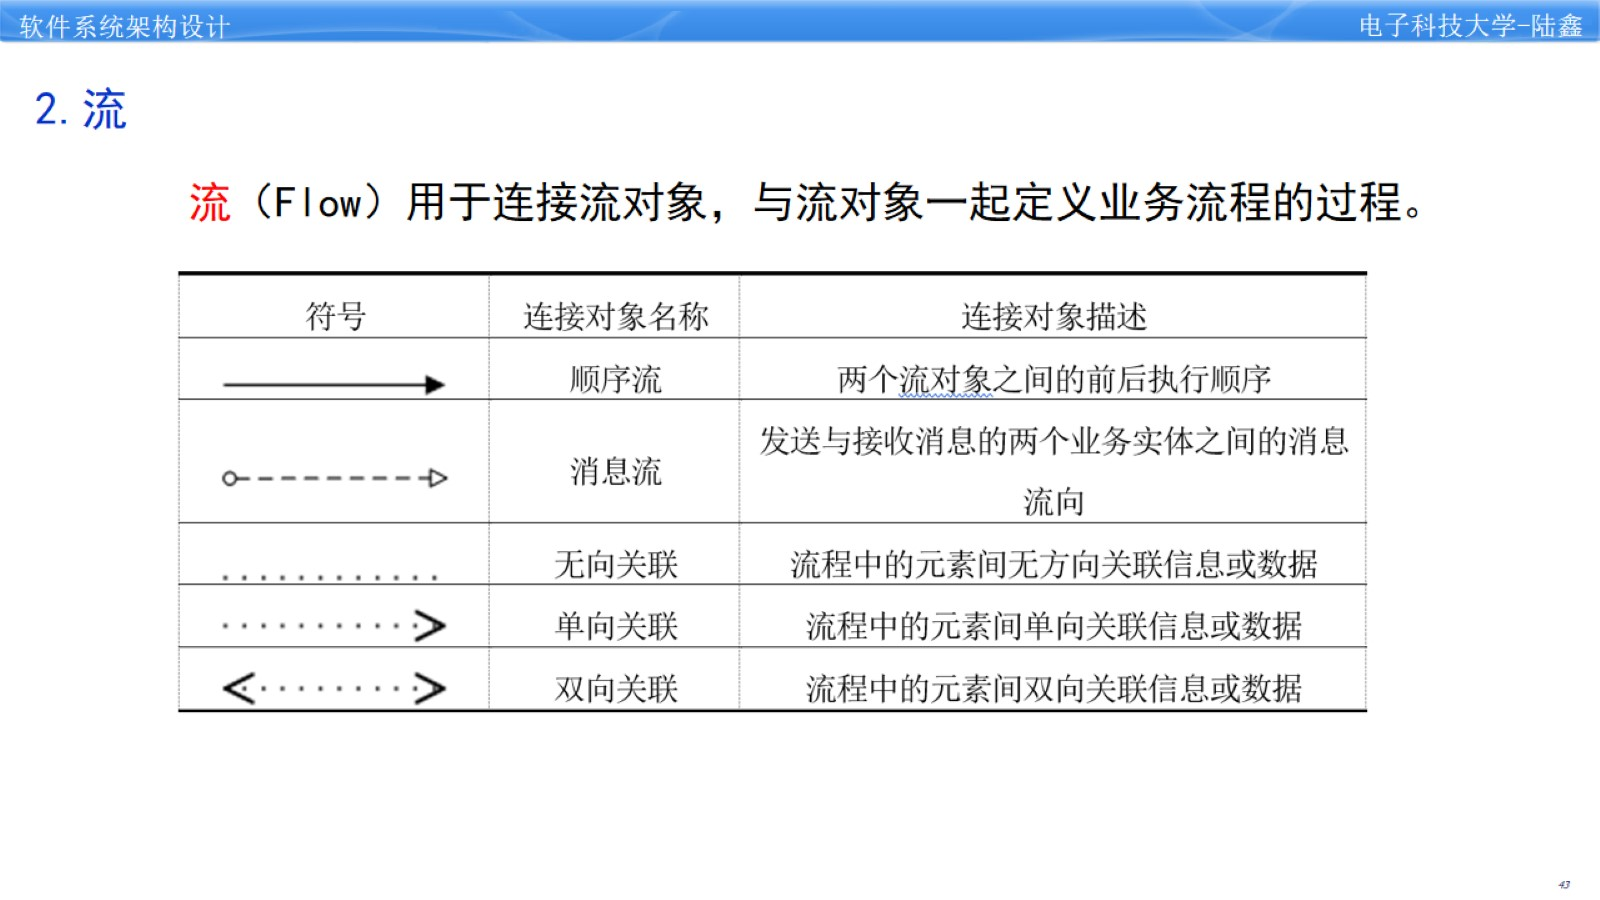 软件系统架构设计
电子科技大学-陆鑫
2.流
流（Flow）用于连接流对象，与流对象一起定义业务流程的过程。
符号 连接对象名称 连接对象描述
顺序流 两个流对象之间的前后执行顺序
消息流 发送与接收消息的两个业务实体之间的消息
流向
无向关联 流程中的元素间无方向关联信息或数据
单向关联 流程中的元素间单向关联信息或数据
双向关联 流程中的元素间双向关联信息或数据
43